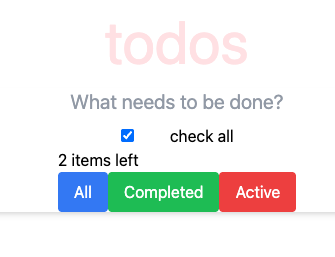 todos
What needs to be done?
check all
2 items left
All Completed Active